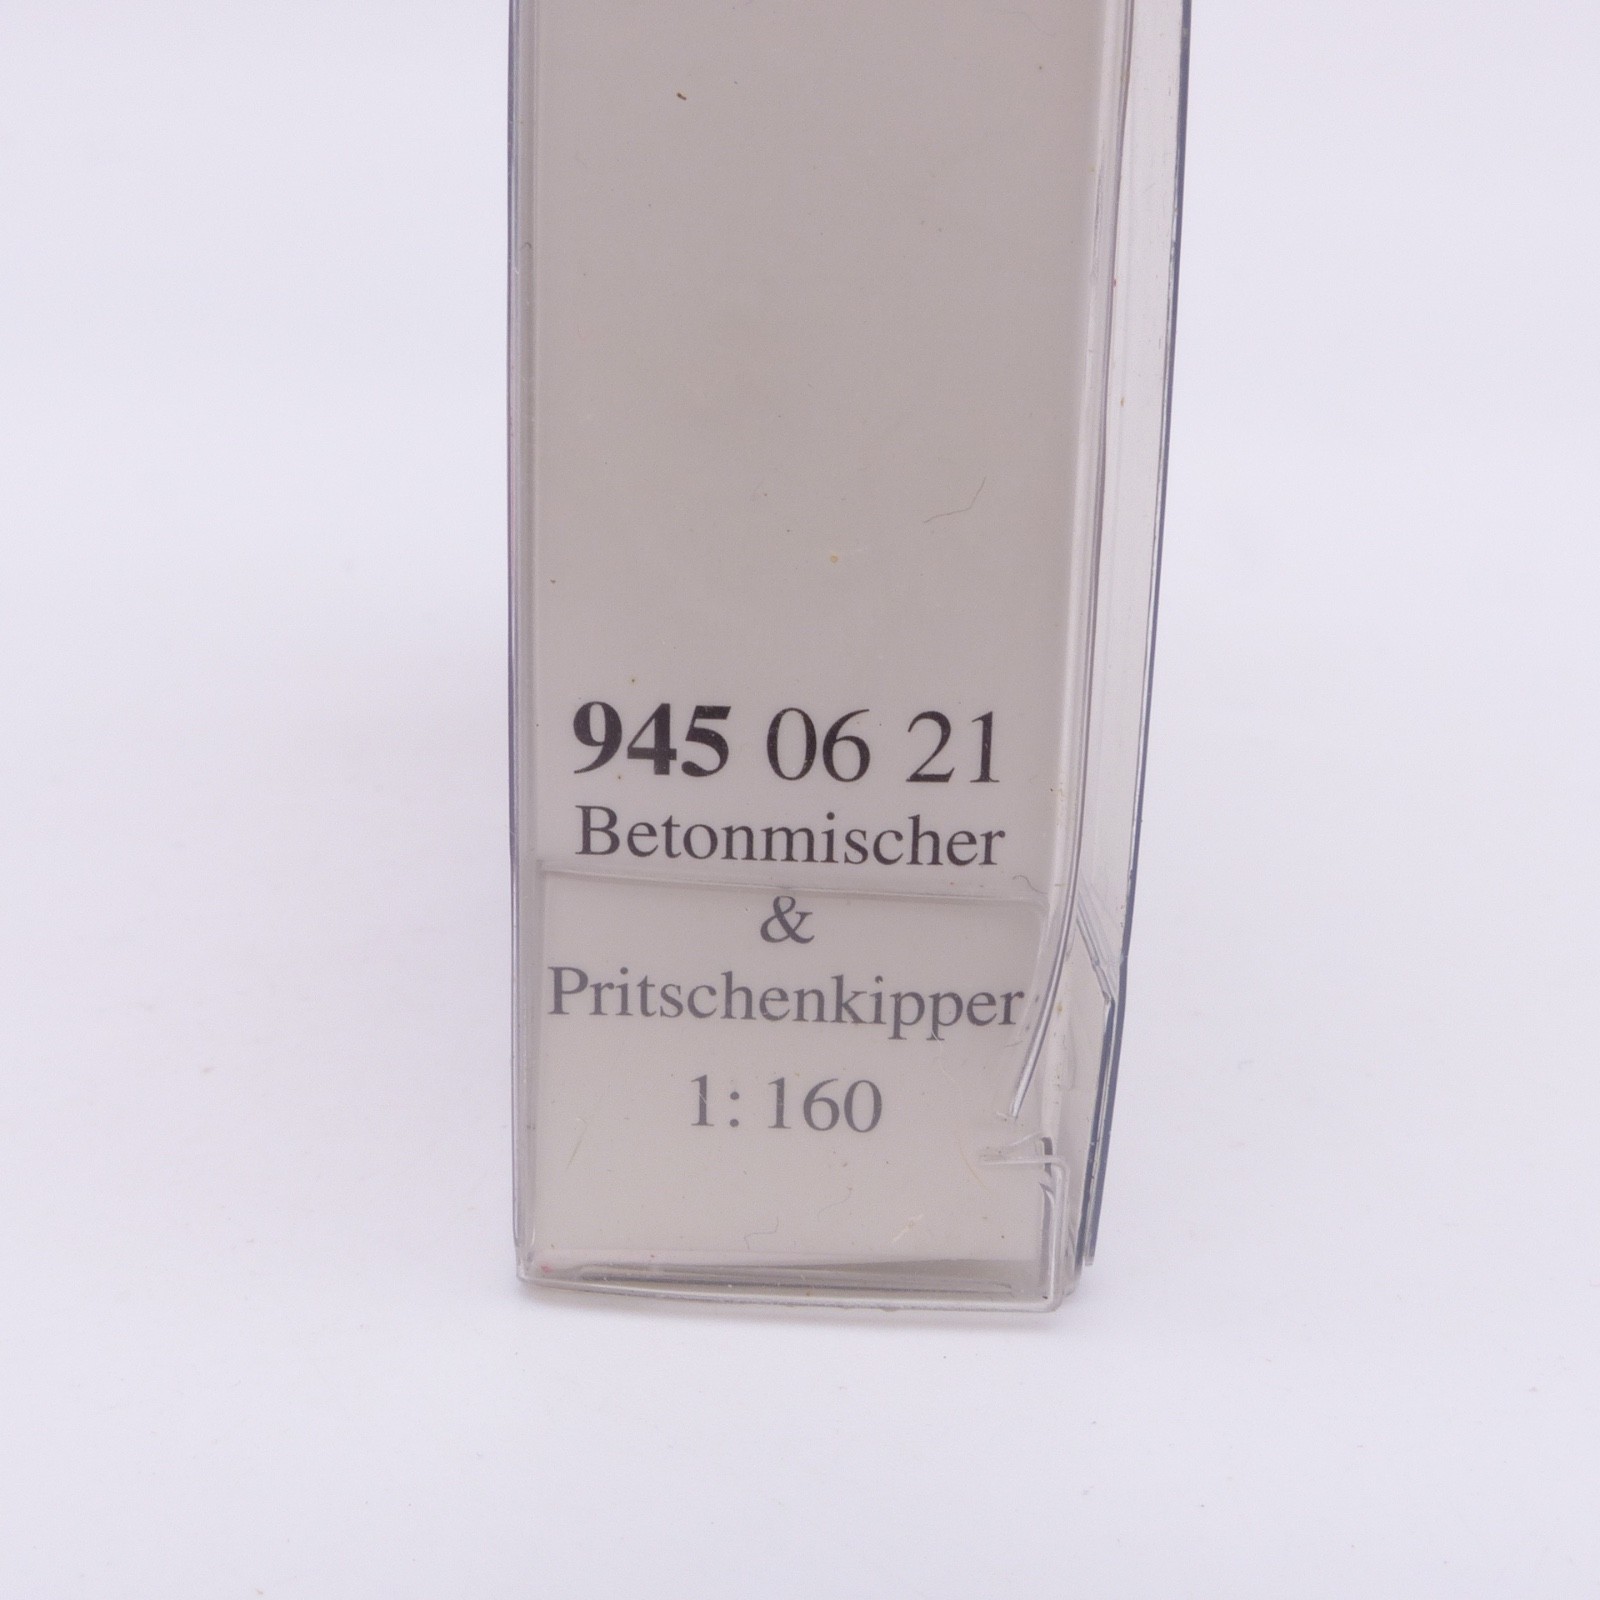 945 06 21
Betonmischer
&
Pritschenkipper
1: 160